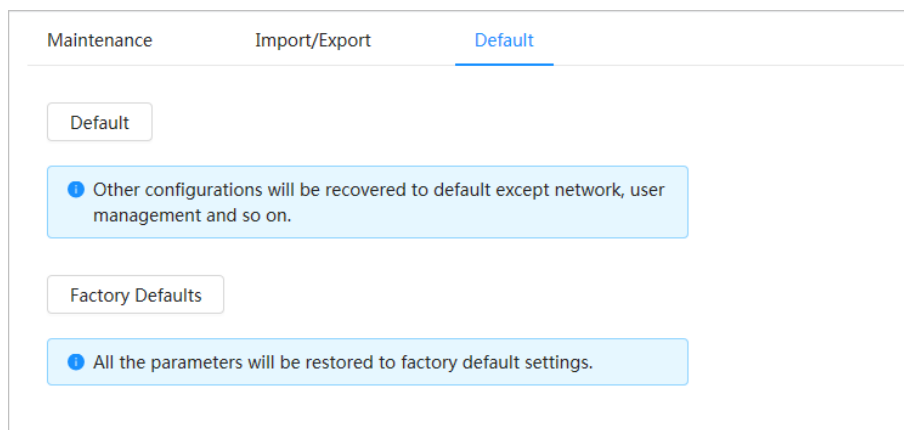 Maintenance Import/Export Default
Default
Other configurations will be recovered to default except network, user
management and so on.
Factory Defaults
All the parameters will be restored to factory default settings.